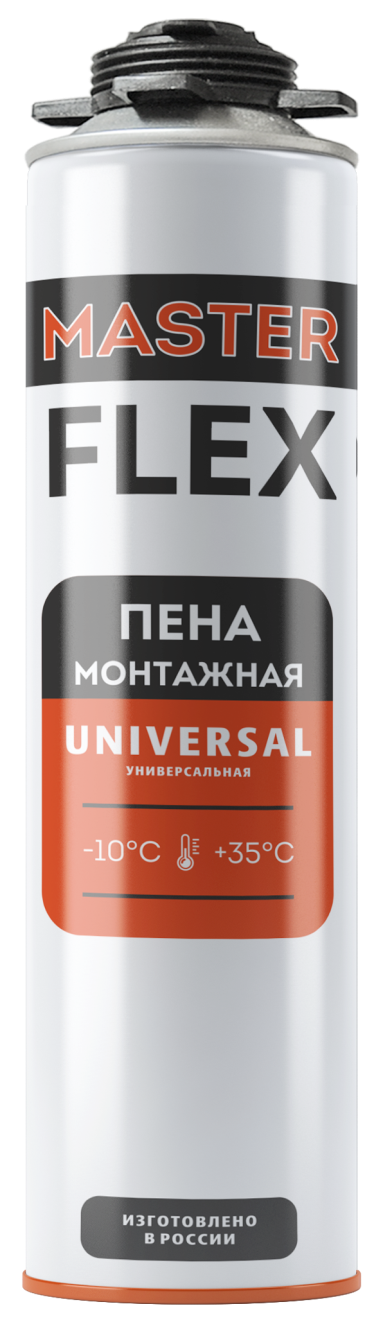 MASTER
FLEX
ПЕНА
МОНТАЖНАЯ
UNIVERSAL
УНИВЕРСАЛЬНАЯ
-10°C +35°C
ИЗГОТОВЛЕНО
В РОССИИ